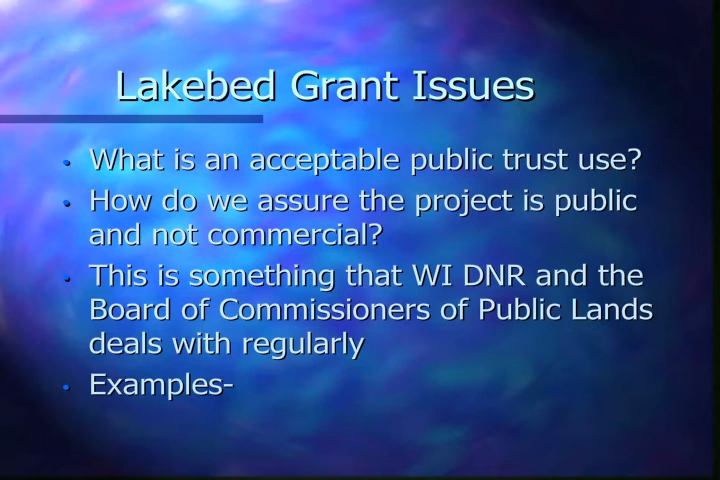 Lakebed Grant Issues
• What is an acceptable public trust use?
• How do we assure the project is public
and not commercial?
• This is something that WI DNR and the
Board of Commissioners of Public Lands
deals with regularly
• Examples-